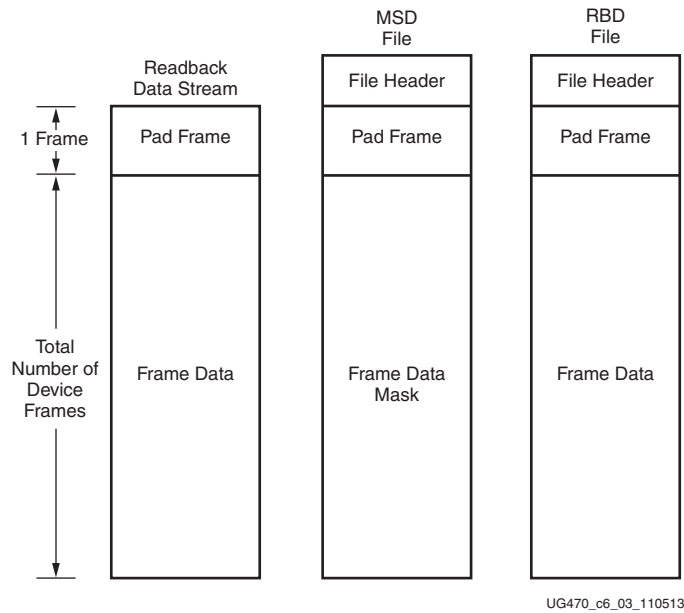 MSD
File
RBD
File
Readback
Data Stream
File Header
File Header
1 Frame
Pad Frame
Pad Frame
Pad Frame
Total
Number of
Device
Frames
Frame Data
Frame Data
Mask
Frame Data
UG470_c6_03_110513